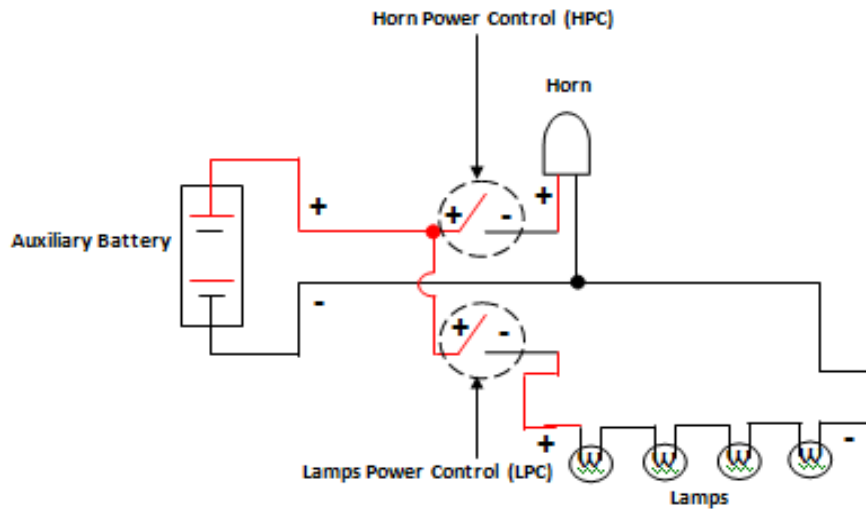 Horn Power Control (HPC)
Horn
+
+ -
+
Auxiliary Battery
-
+ -
+
-
Lamps Power Control (LPC)
Lamps